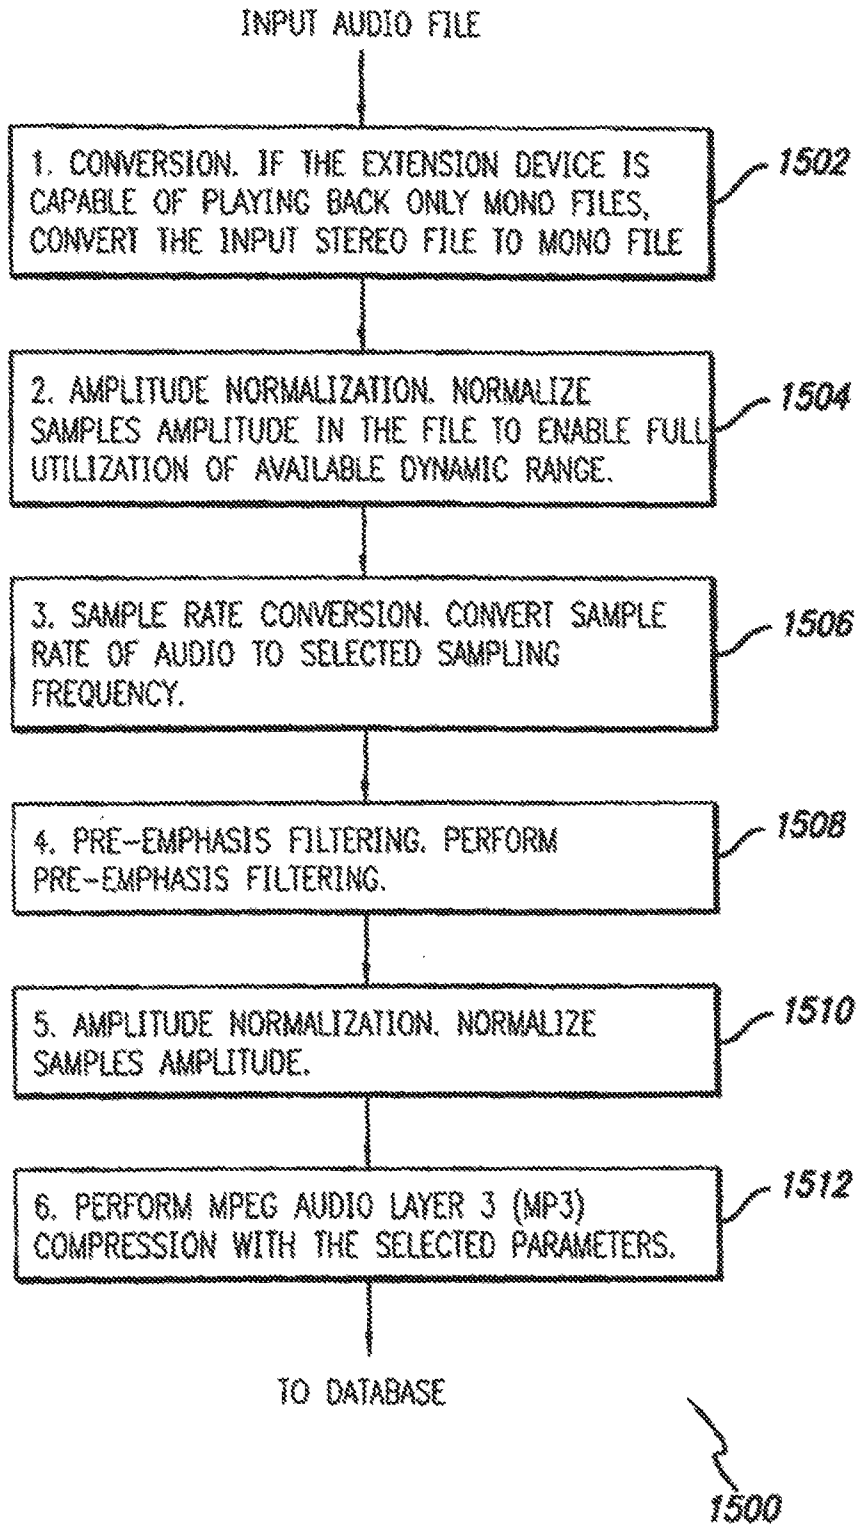 INPUT AUDIO FILE
1. CONVERSION. IF THE EXTENSION DEVICE IS
CAPABLE OF PLAYING BACK ONLY MONO FILES,
CONVERT THE INPUT STEREO FILE TO MONO FILE
1502
2. AMPLITUDE NORMALIZATION. NORMALIZE
SAMPLES AMPLITUDE IN THE FILE TO ENABLE FULL
UTILIZATION OF AVAILABLE DYNAMIC RANGE.
1504
3. SAMPLE RATE CONVERSION. CONVERT SAMPLE
RATE OF AUDIO TO SELECTED SAMPLING
FREQUENCY.
1506
4. PRE-EMPHASIS FILTERING. PERFORM
PRE-EMPHASIS FILTERING.
1508
5. AMPLITUDE NORMALIZATION. NORMALIZE
SAMPLES AMPLITUDE.
1510
6. PERFORM MPEG AUDIO LAYER 3 (MP3)
COMPRESSION WITH THE SELECTED PARAMETERS.
1512
TO DATABASE
1500